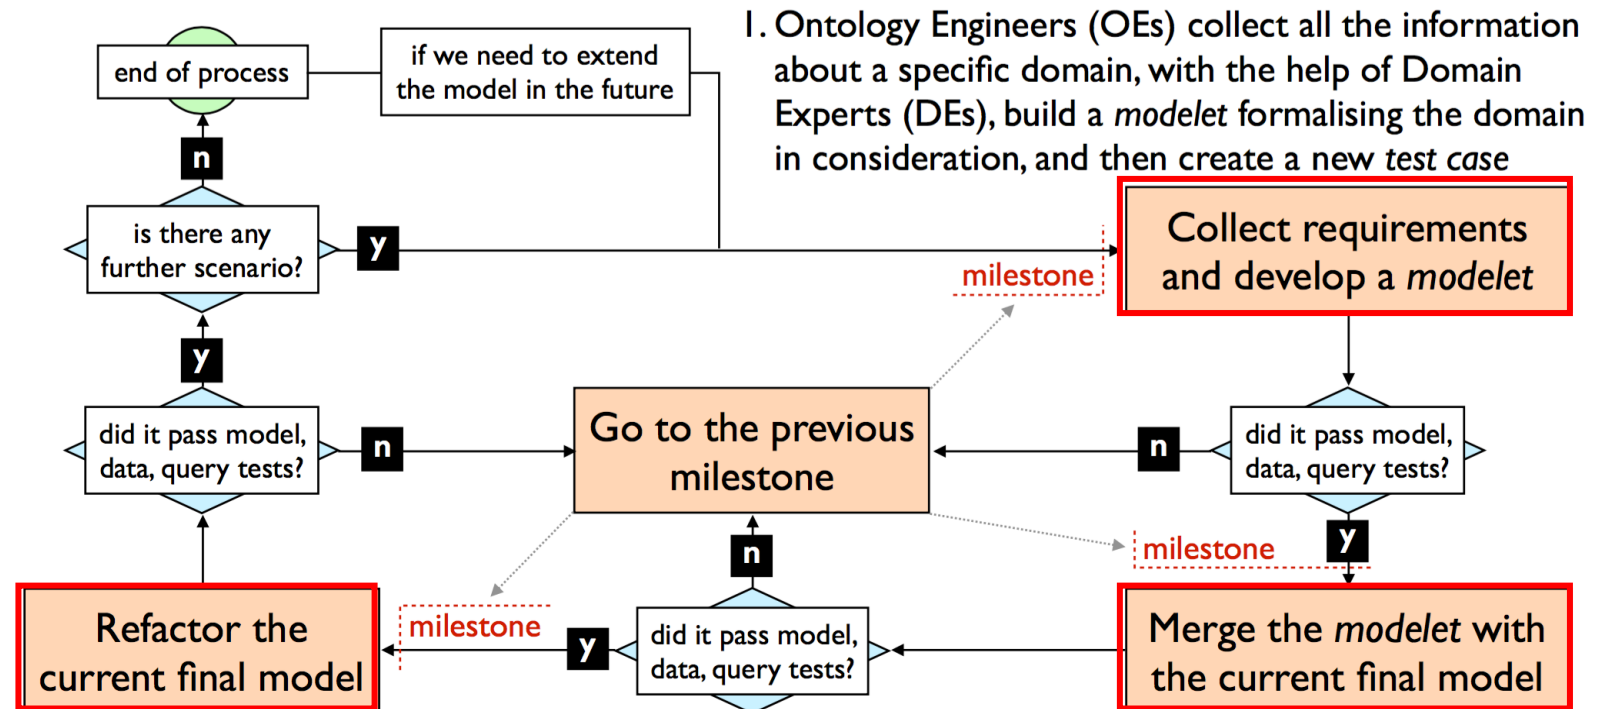 1. Ontology Engineers (OEs) collect all the information
about a specific domain, with the help of Domain
Experts (DEs), build a modelet formalising the domain
in consideration, and then create a new test case
end of process
if we need to extend
the model in the future
n
is there any
further scenario?
y
milestone
Collect requirements
and develop a modelet
y
did it pass model,
data, query tests?
n
Go to the previous
milestone
n
did it pass model,
data, query tests?
y
milestone
n
Refactor the
current final model
milestone
y
did it pass model,
data, query tests?
Merge the modelet with
the current final model